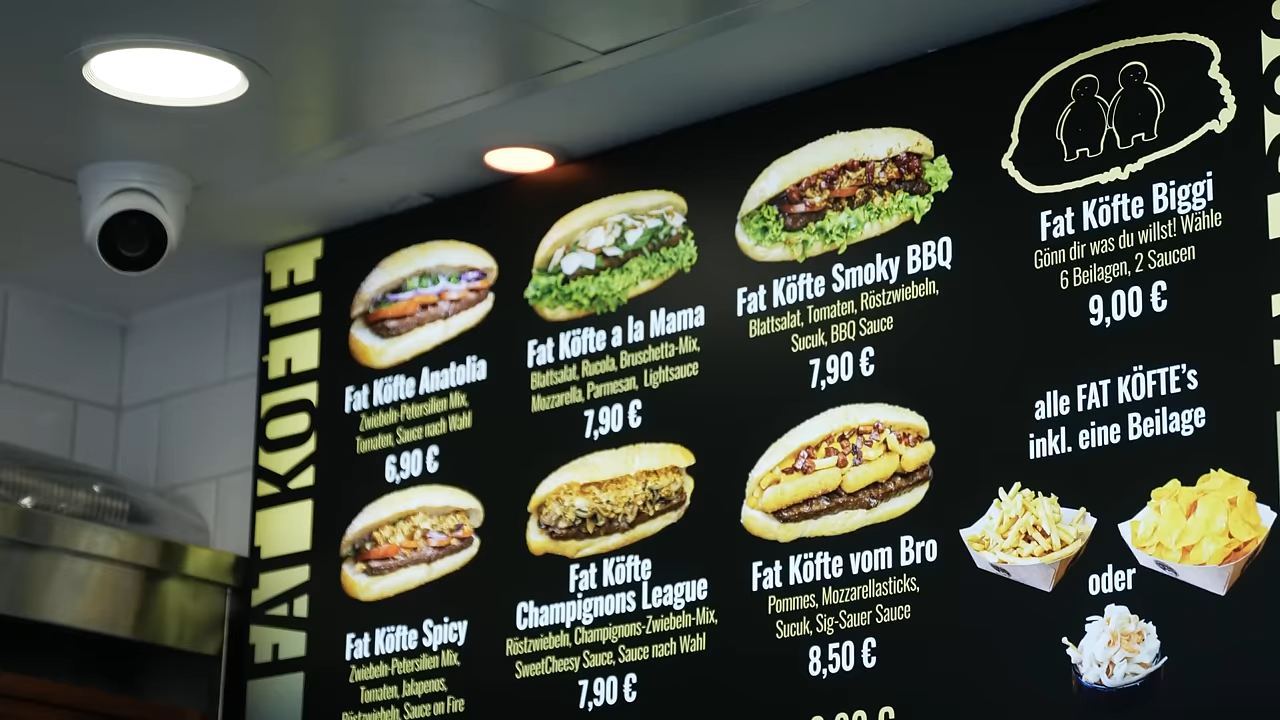 FAT KÖFTE
Fat Köfte Anatolia
Zwiebeln-Petersilien Mix,
Tomaten, Sauce nach Wahl
6,90 €
Fat Köfte a la Mama
Blattsalat, Rucola, Bruschetta-Mix,
Mozzarella, Parmesan, Lightsauce
7,90 €
Fat Köfte Smoky BBQ
Blattsalat, Tomaten, Röstzwiebeln,
Sucuk, BBQ Sauce
7,90 €
Fat Köfte Biggi
Gönn dir was du willst! Wähle
6 Beilagen, 2 Saucen
9,00 €
Fat Köfte Spicy
Zwiebeln-Petersilien Mix,
Tomaten, Jalapenos,
Röstzwiebeln, Sauce on Fire
Fat Köfte
Champignons League
Röstzwiebeln, Champignons-Zwiebeln-Mix,
SweetCheesy Sauce, Sauce nach Wahl
7,90 €
Fat Köfte vom Bro
Pommes, Mozzarellasticks,
Sucuk, Sig-Sauer Sauce
8,50 €
alle FAT KÖFTE's
inkl. eine Beilage
oder